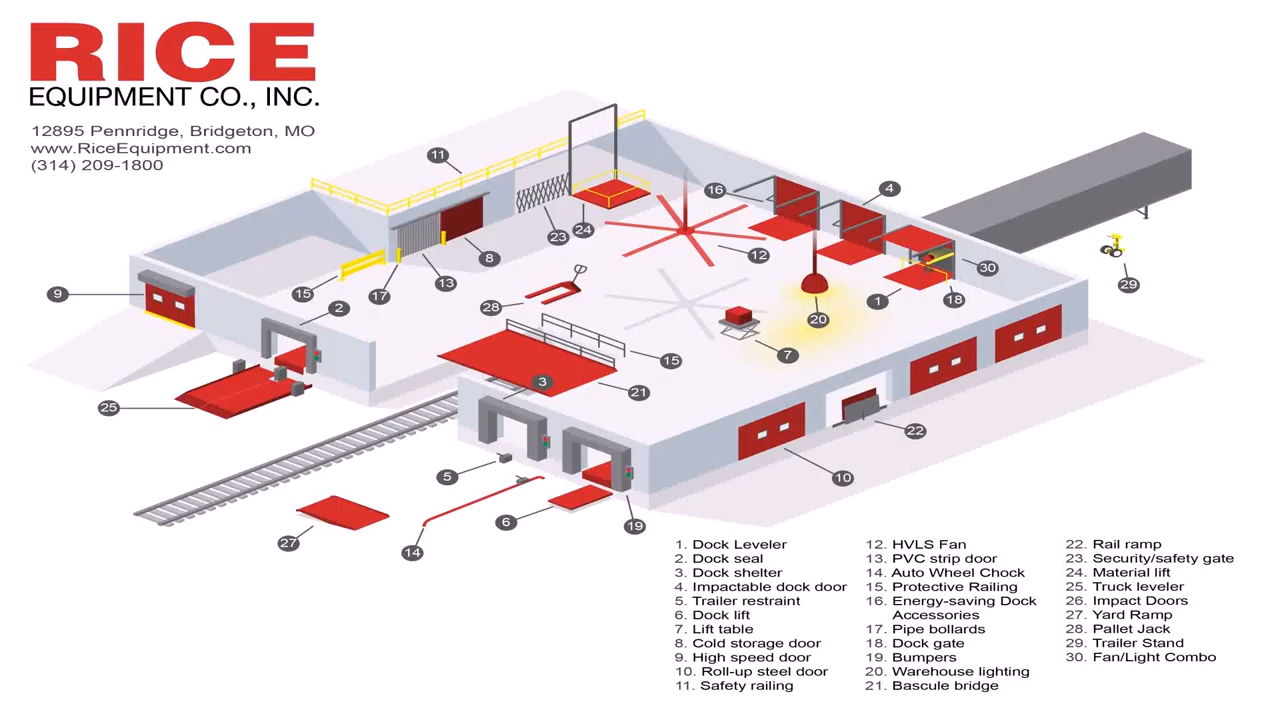 RICE
EQUIPMENT CO., INC.
12895 Pennridge, Bridgeton, MO
www.RiceEquipment.com
(314) 209-1800
11
16
4
23
24
12
8
30
9
15
17
13
28
1
18
29
2
20
15
7
3
21
25
22
5
10
6
19
27
14
1. Dock Leveler
2. Dock seal
3. Dock shelter
4. Impactable dock door
5. Trailer restraint
6. Dock lift
7. Lift table
8. Cold storage door
9. High speed door
10. Roll-up steel door
11. Safety railing
12. HVLS Fan
13. PVC strip door
14. Auto Wheel Chock
15. Protective Railing
16. Energy-saving Dock
Accessories
17. Pipe bollards
18. Dock gate
19. Bumpers
20. Warehouse lighting
21. Bascule bridge
22. Rail ramp
23. Security/safety gate
24. Material lift
25. Truck leveler
26. Impact Doors
27. Yard Ramp
28. Pallet Jack
29. Trailer Stand
30. Fan/Light Combo